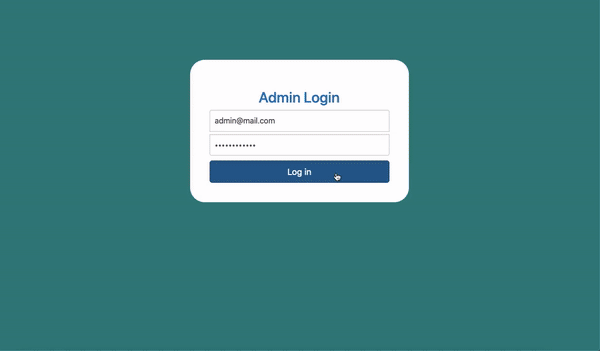 Admin Login
admin@mail.com
••••••••••••
Log in